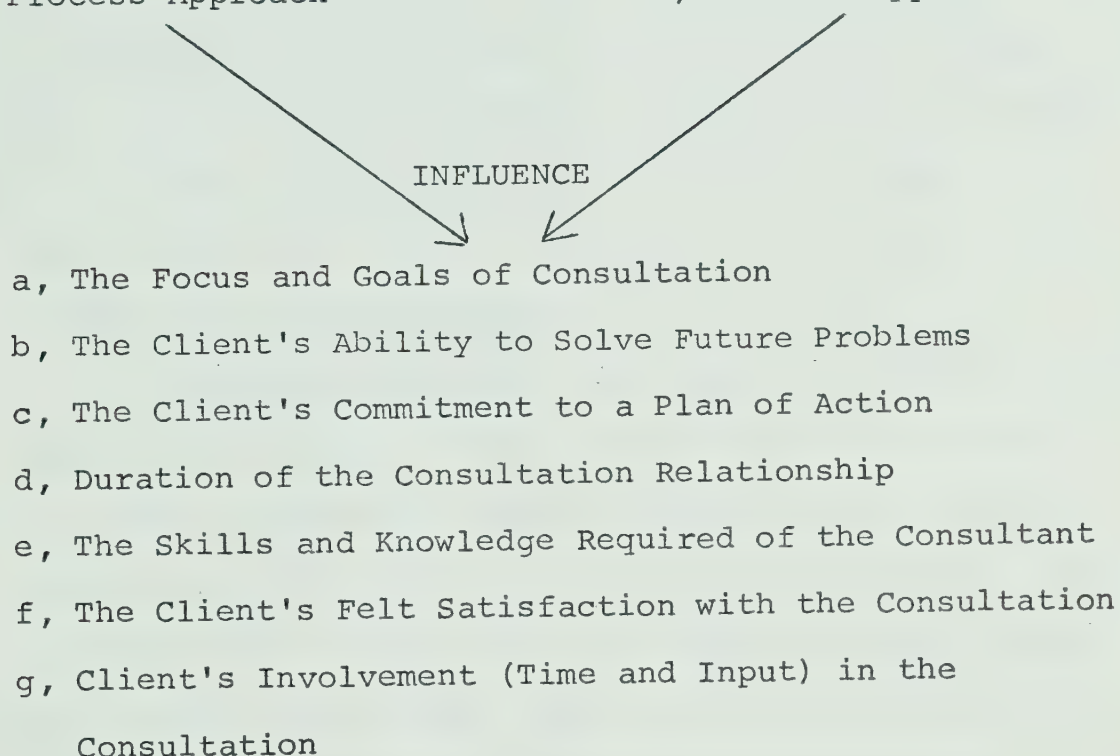 Process Approach
INFLUENCE
a, The Focus and Goals of Consultation
b, The Client's Ability to Solve Future Problems
c, The Client's Commitment to a Plan of Action
d, Duration of the Consultation Relationship
e, The Skills and Knowledge Required of the Consultant
f, The Client's Felt Satisfaction with the Consultation
g, Client's Involvement (Time and Input) in the
Consultation